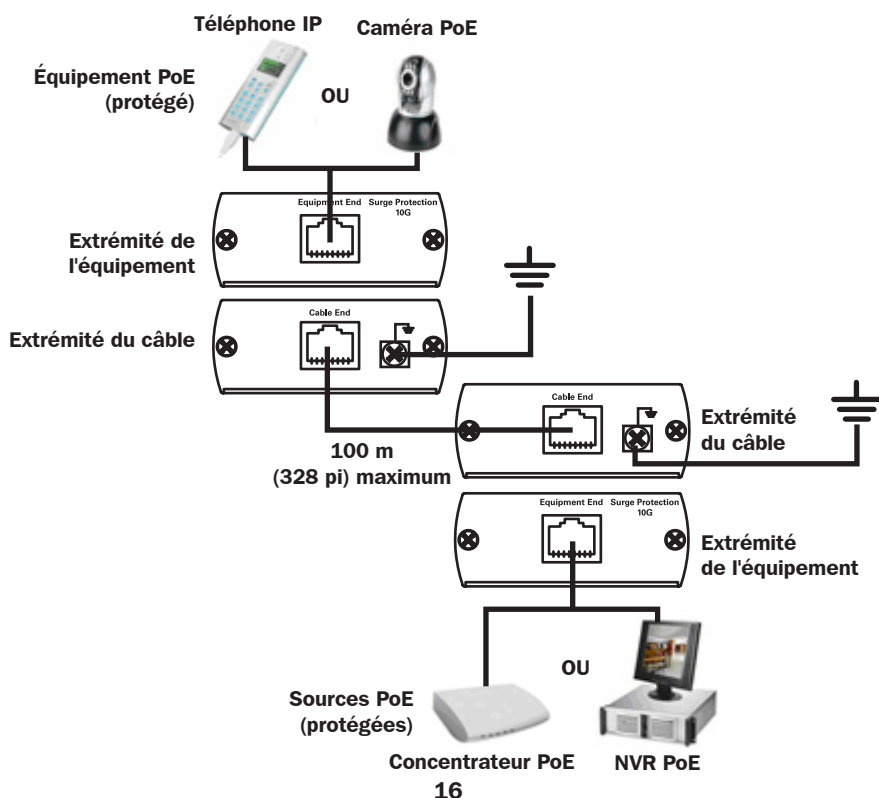 Téléphone IP
Caméra PoE
Équipement PoE
(protégé)
OU
Equipment End
Surge Protection
10G
Extrémité de
l'équipement
Cable End
Extrémité du câble
Cable End
Extrémité
du câble
100 m
(328 pi) maximum
Equipment End
Surge Protection
10G
Extrémité
de l'équipement
OU
Sources PoE
(protégées)
Concentrateur PoE
NVR PoE
16